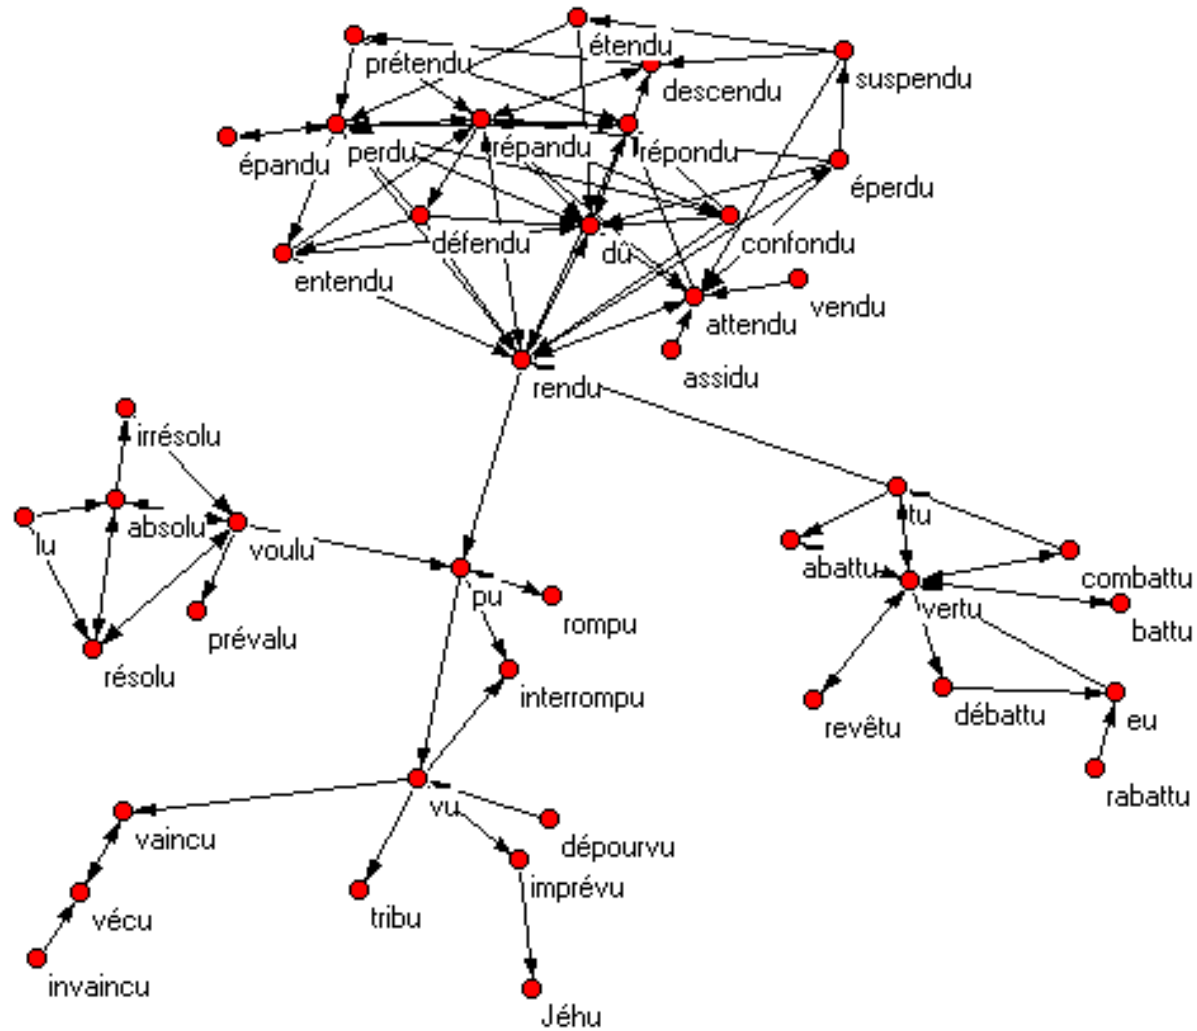 étendu
prétendu
suspendu
descendu
épandu
perdu
répandu
répondu
éperdu
défendu
dû
confondu
entendu
vendu
attendu
assidu
rendu
irrésolu
absolu
tu
lu
voulu
abattu
combattu
pu
vertu
prévalu
rompu
battu
résolu
interrompu
revêtu
débattu
eu
rabattu
vu
vaincu
dépourvu
imprévu
vécu
tribu
invaincu
Jéhu